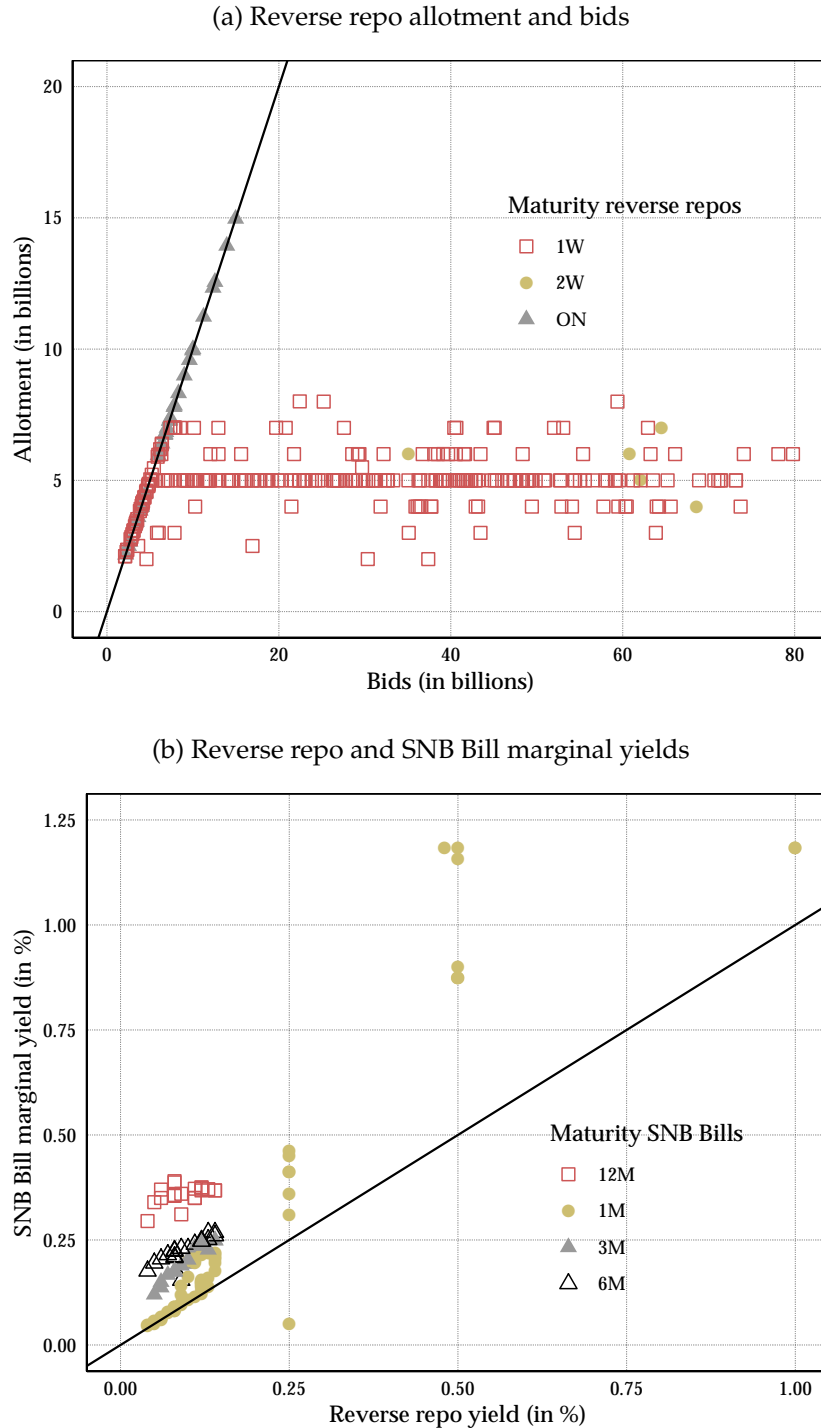 (a) Reverse repo allotment and bids
20
15
10
5
0
Allotment (in billions)
Maturity reverse repos
1W
2W
ON
0 20 40 60 80
Bids (in billions)
(b) Reverse repo and SNB Bill marginal yields
1.25
1.00
0.75
0.50
0.25
0.00
SNB Bill marginal yield (in %)
Maturity SNB Bills
12M
1M
3M
6M
0.00 0.25 0.50 0.75 1.00
Reverse repo yield (in %)